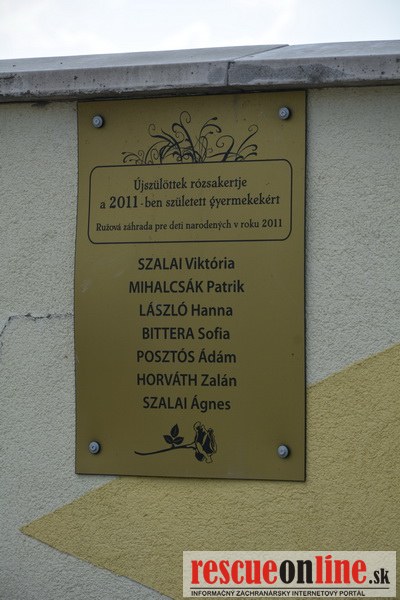 Újszülöttek rózsakertje
a 2011-ben született gyermekekért
Ružová záhrada pre deti narodených v roku 2011
SZALAI Viktória
MIHALCSÁK Patrik
LÁSZLÓ Hanna
BITTERA Sofia
POSZTÓS Ádám
HORVÁTH Zalán
SZALAI Ágnes
rescueonline.sk
INFORMAČNÝ ZÁCHRANÁRSKY INTERNETOVÝ PORTÁL